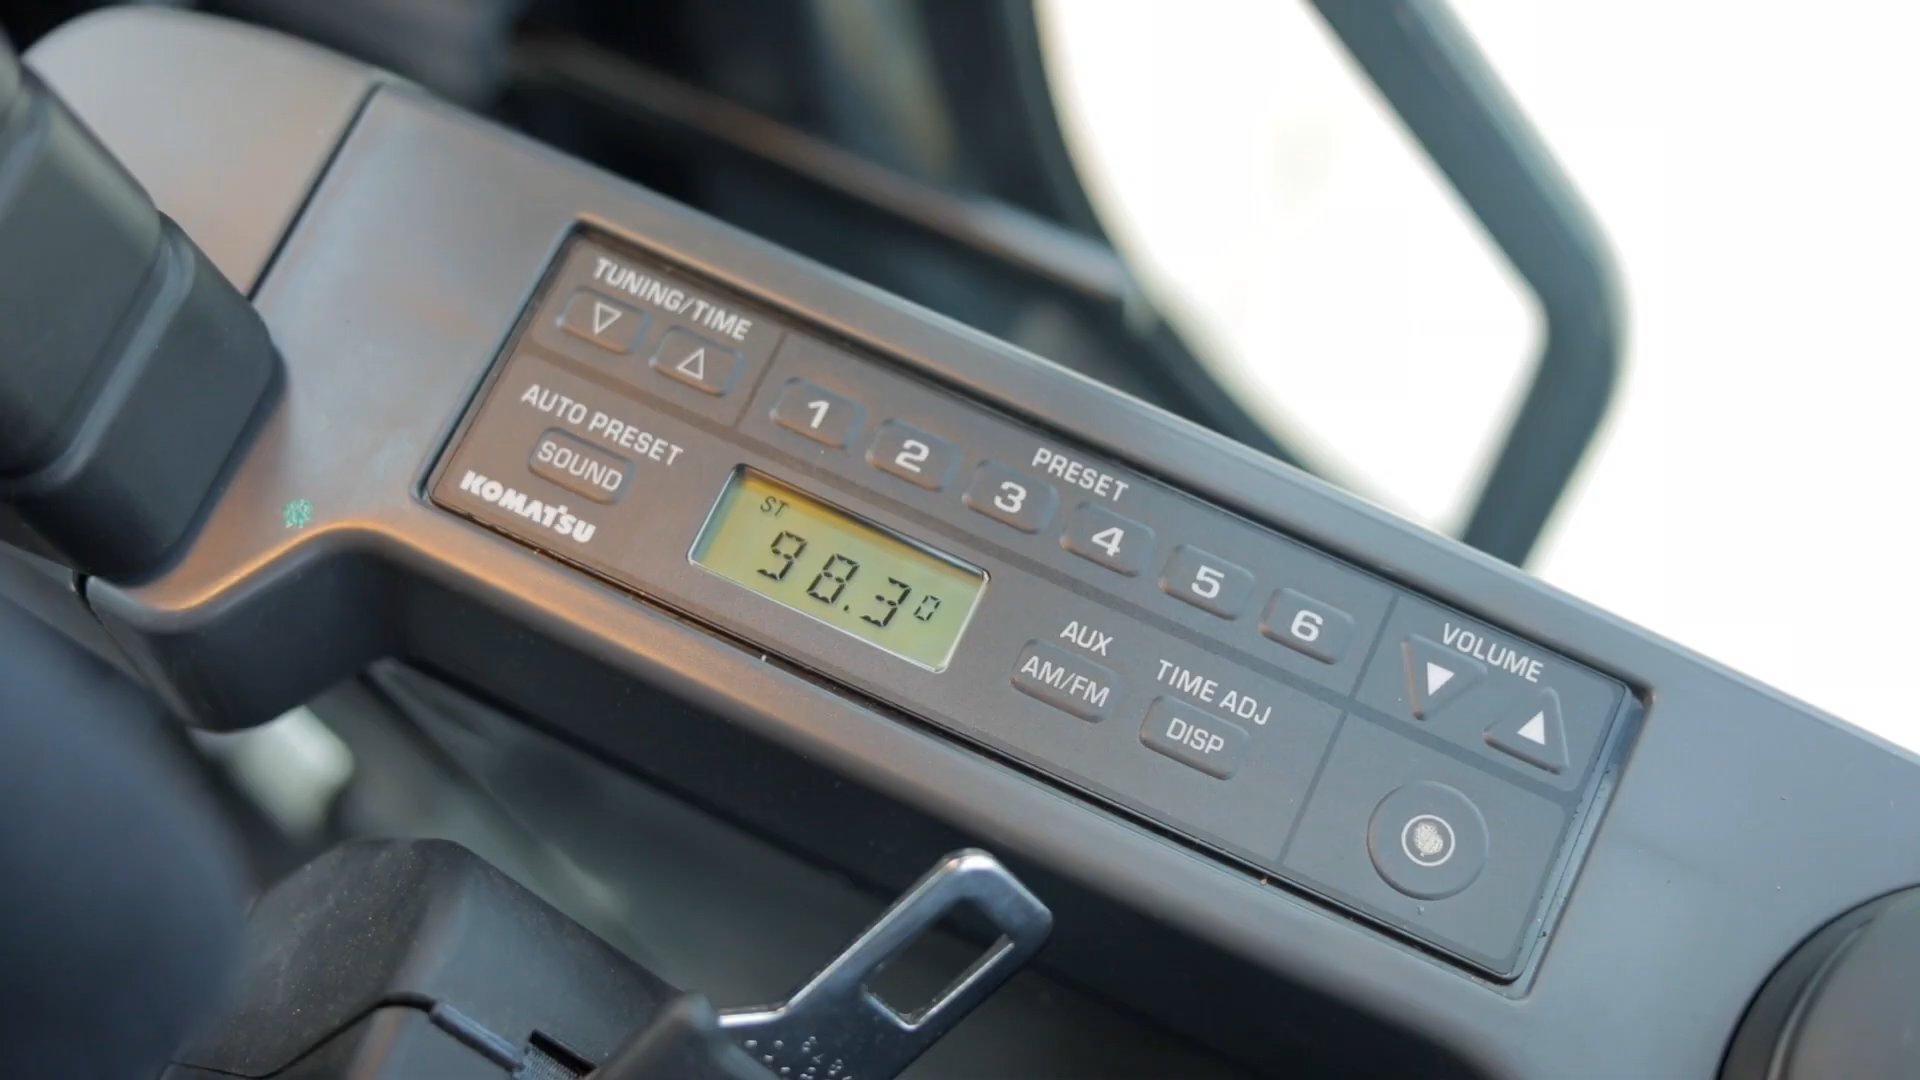 TUNING/TIME
AUTO PRESET
SOUND
KOMATSU
1
2
3
4
5
6
PRESET
ST
98.30
AUX
AM/FM
TIME ADJ
DISP
VOLUME